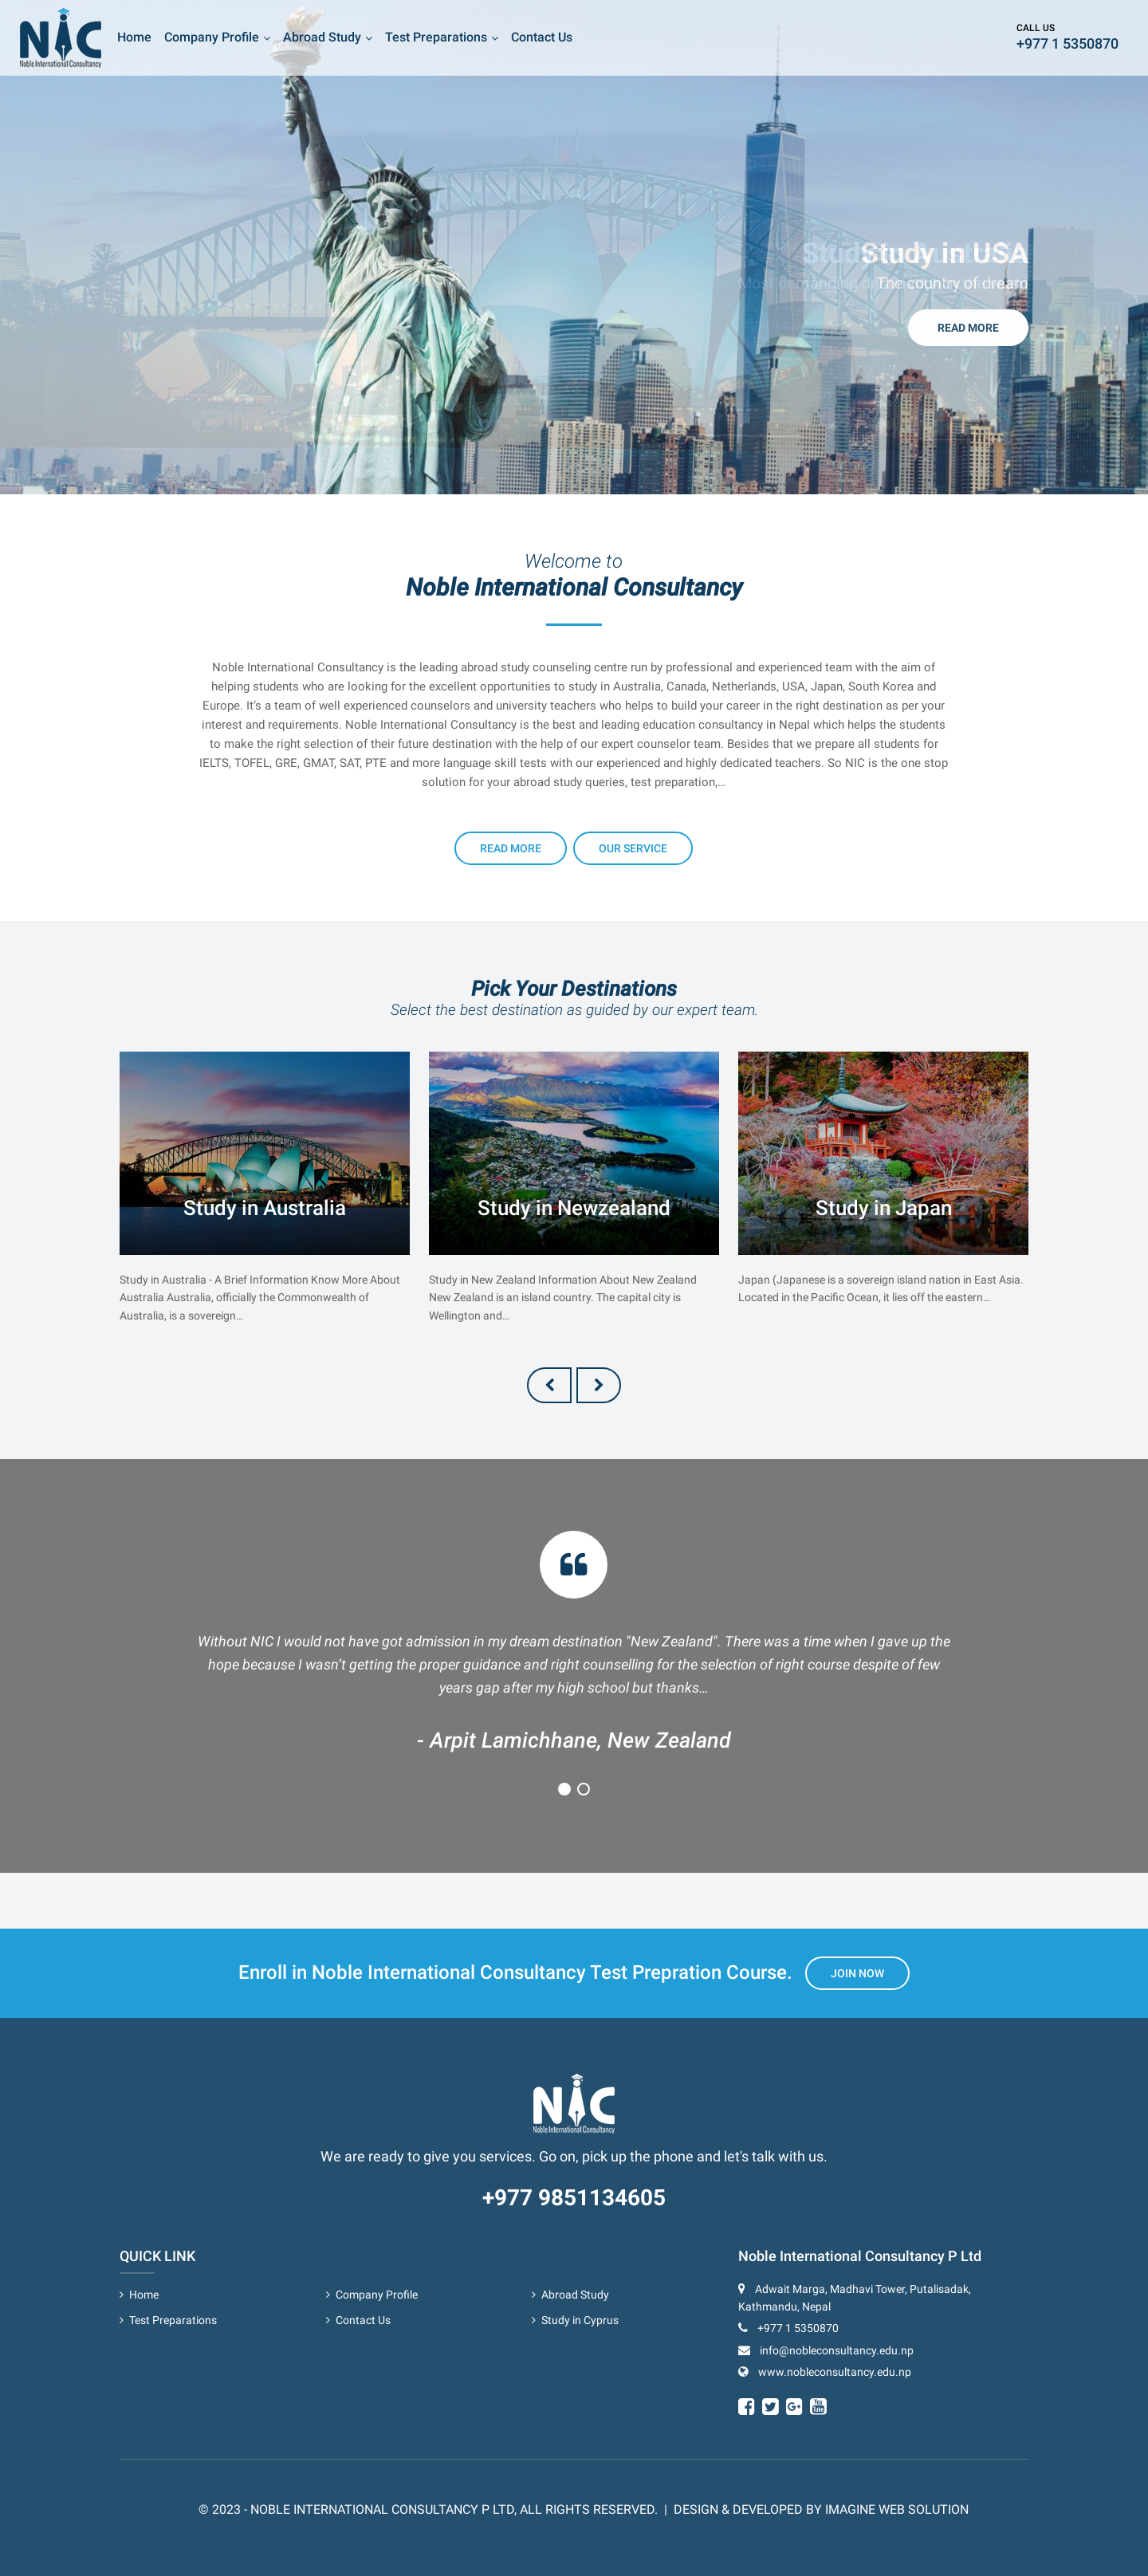 NIC
Noble International Consultancy
Home
Company Profile
Abroad Study
Test Preparations
Contact Us
CALL US
+977 1 5350870
Study in USA
The country of dream
READ MORE
Welcome to
Noble International Consultancy
Noble International Consultancy is the leading abroad study counseling centre run by professional and experienced team with the aim of
helping students who are looking for the excellent opportunities to study in Australia, Canada, Netherlands, USA, Japan, South Korea and
Europe. It’s a team of well experienced counselors and university teachers who helps to build your career in the right destination as per your
interest and requirements. Noble International Consultancy is the best and leading education consultancy in Nepal which helps the students
to make the right selection of their future destination with the help of our expert counselor team. Besides that we prepare all students for
IELTS, TOFEL, GRE, GMAT, SAT, PTE and more language skill tests with our experienced and highly dedicated teachers. So NIC is the one stop
solution for your abroad study queries, test preparation,...
READ MORE
OUR SERVICE
Pick Your Destinations
Select the best destination as guided by our expert team.
Study in Australia
Study in Australia - A Brief Information Know More About
Australia Australia, officially the Commonwealth of
Australia, is a sovereign...
Study in Newzealand
Study in New Zealand Information About New Zealand
New Zealand is an island country. The capital city is
Wellington and...
Study in Japan
Japan (Japanese is a sovereign island nation in East Asia.
Located in the Pacific Ocean, it lies off the eastern...
Without NIC I would not have got admission in my dream destination "New Zealand". There was a time when I gave up the
hope because I wasn’t getting the proper guidance and right counselling for the selection of right course despite of few
years gap after my high school but thanks...
- Arpit Lamichhane, New Zealand
Enroll in Noble International Consultancy Test Prepration Course.
JOIN NOW
NIC
Noble International Consultancy
We are ready to give you services. Go on, pick up the phone and let's talk with us.
+977 9851134605
QUICK LINK
Home
Company Profile
Abroad Study
Test Preparations
Contact Us
Study in Cyprus
Noble International Consultancy P Ltd
Adwait Marga, Madhavi Tower, Putalisadak,
Kathmandu, Nepal
+977 1 5350870
info@nobleconsultancy.edu.np
www.nobleconsultancy.edu.np
© 2023 - NOBLE INTERNATIONAL CONSULTANCY P LTD, ALL RIGHTS RESERVED. | DESIGN & DEVELOPED BY IMAGINE WEB SOLUTION